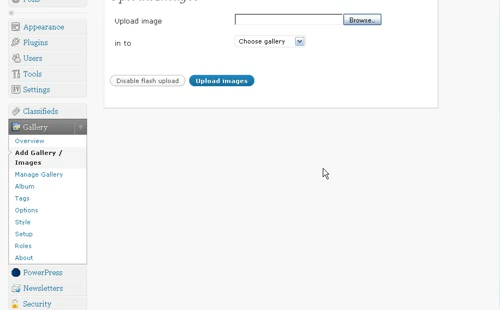 Upload image
Browse..
in to
Choose gallery
Disable flash upload
Upload images
Appearance
Plugins
Users
Tools
Settings
Classifieds
Gallery
Overview
Add Gallery /
Images
Manage Gallery
Album
Tags
Options
Style
Setup
Roles
About
PowerPress
Newsletters
Security